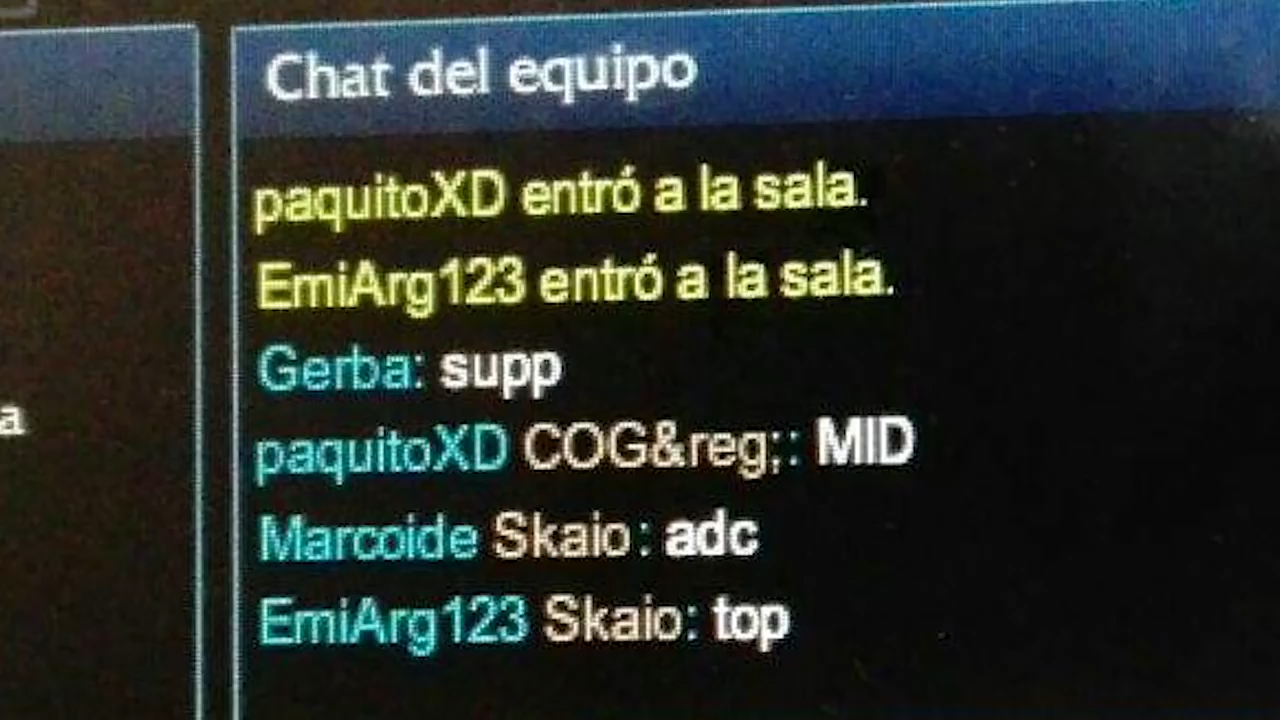 Chat del equipo
paquitoXD entró a la sala.
EmiArg123 entró a la sala.
Gerba: supp
a
paquitoXD COG&reg;: MID
Marcoide Skaio: adc
EmiArg123 Skaio: top